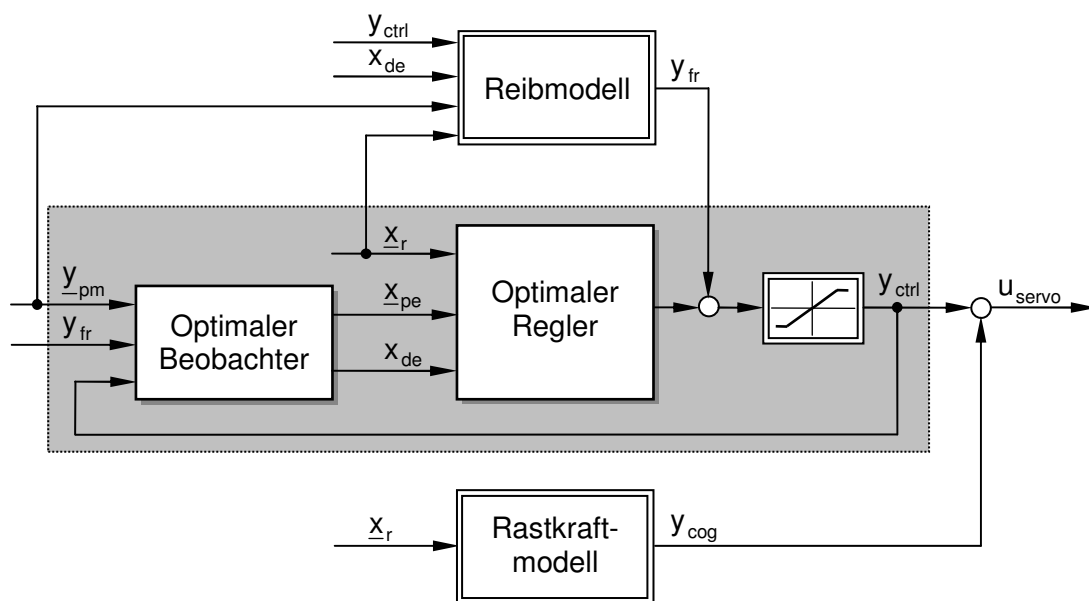 y_ctrl
x_de
Reibmodell
y_fr
x_r
y_pm
x_pe
Optimaler
Regler
y_ctrl
u_servo
y_fr
Optimaler
Beobachter
x_de
x_r
Rastkraft-
modell
y_cog